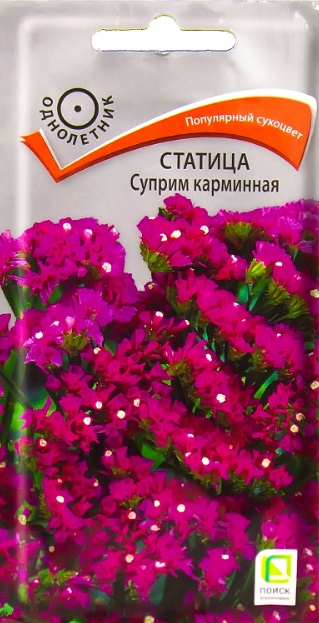 ОДНОЛЕТНИК
Популярный сухоцвет
СТАТИЦА
Суприм карминная
ПОИСК